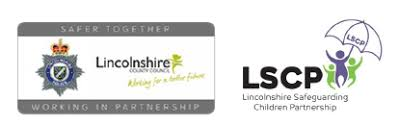 SAFER TOGETHER
Lincolnshire
COUNTY COUNCIL
Working for a better future
WORKING IN PARTNERSHIP
LSCP
LSCP
Lincolnshire Safeguarding
Children Partnership